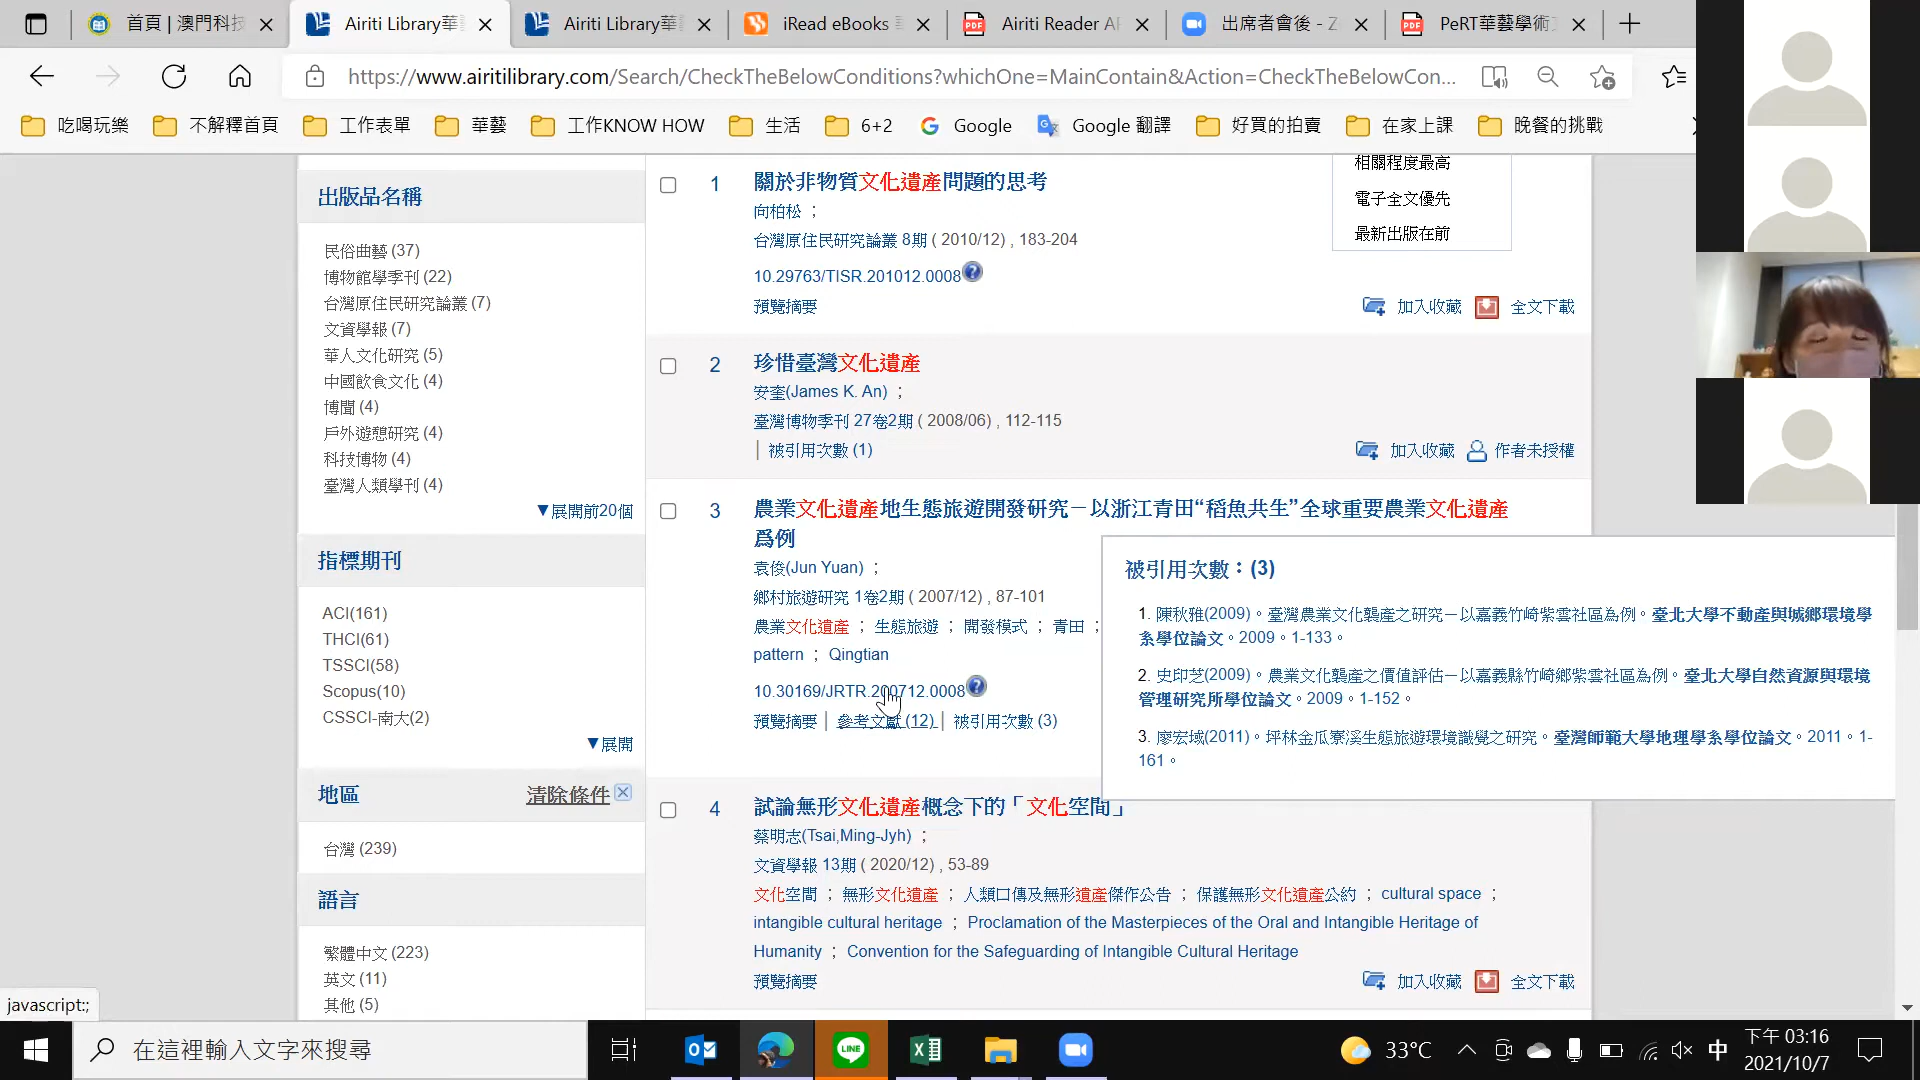 首頁 | 澳門科技
Airiti Library華
Airiti Library華
iRead eBooks
Airiti Reader AP
出席者會後 - Z
PeRT華藝學術
https://www.airitilibrary.com/Search/CheckTheBelowConditions?whichOne=MainContain&Action=CheckTheBelowCon...
吃喝玩樂
不解釋首頁
工作表單
華藝
工作KNOW HOW
生活
6+2
Google
Google 翻譯
好買的拍賣
在家上課
晚餐的挑戰
出版品名稱
民俗曲藝 (37)
博物館學季刊 (22)
台灣原住民研究論叢 (7)
文資學報 (7)
華人文化研究 (5)
中國飲食文化 (4)
博聞 (4)
戶外遊憩研究 (4)
科技博物 (4)
臺灣人類學刊 (4)
▼展開前20個
指標期刊
ACI(161)
THCI(61)
TSSCI(58)
Scopus(10)
CSSCI-南大(2)
▼展開
地區
清除條件
台灣 (239)
語言
繁體中文 (223)
英文 (11)
其他 (5)
相關程度最高
電子全文優先
最新出版在前
1 關於非物質文化遺產問題的思考
向柏松 ；
台灣原住民研究論叢 8期 ( 2010/12) , 183-204
10.29763/TISR.201012.0008
預覽摘要
加入收藏 全文下載
2 珍惜臺灣文化遺產
安奎(James K. An) ；
臺灣博物季刊 27卷2期 ( 2008/06) , 112-115
| 被引用次數 (1)
加入收藏 作者未授權
3 農業文化遺產地生態旅遊開發研究－以浙江青田“稻魚共生”全球重要農業文化遺產
爲例
袁俊(Jun Yuan) ；
鄉村旅遊研究 1卷2期 ( 2007/12) , 87-101
農業文化遺產 ； 生態旅遊 ； 開發模式 ； 青田 ；
pattern ； Qingtian
10.30169/JRTR.200712.0008
預覽摘要 | 參考文獻 (12) | 被引用次數 (3)
被引用次數：(3)
1. 陳秋雅(2009)。臺灣農業文化襲產之研究－以嘉義竹崎紫雲社區為例。臺北大學不動產與城鄉環境學
系學位論文。2009。1-133。
2. 史印芝(2009)。農業文化襲產之價值評估－以嘉義縣竹崎鄉紫雲社區為例。臺北大學自然資源與環境
管理研究所學位論文。2009。1-152。
3. 廖宏域(2011)。坪林金瓜寮溪生態旅遊環境識覺之研究。臺灣師範大學地理學系學位論文。2011。1-
161。
4 試論無形文化遺產概念下的「文化空間」
蔡明志(Tsai,Ming-Jyh) ；
文資學報 13期 ( 2020/12) , 53-89
文化空間 ； 無形文化遺產 ； 人類口傳及無形遺產傑作公告 ； 保護無形文化遺產公約 ； cultural space ；
intangible cultural heritage ； Proclamation of the Masterpieces of the Oral and Intangible Heritage of
Humanity ； Convention for the Safeguarding of Intangible Cultural Heritage
預覽摘要
加入收藏 全文下載
javascript:;
在這裡輸入文字來搜尋
LINE
33°C
中
下午 03:16
2021/10/7